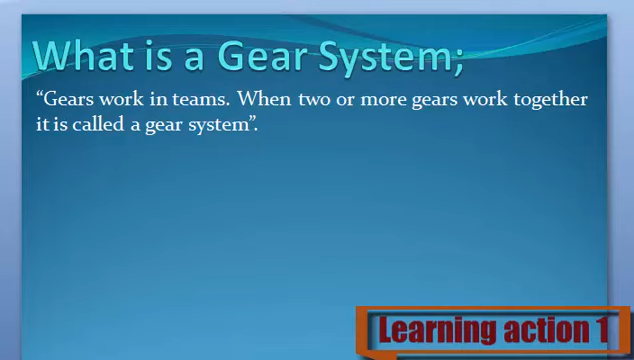 What is a Gear System;
“Gears work in teams. When two or more gears work together
it is called a gear system”.
Learning action 1